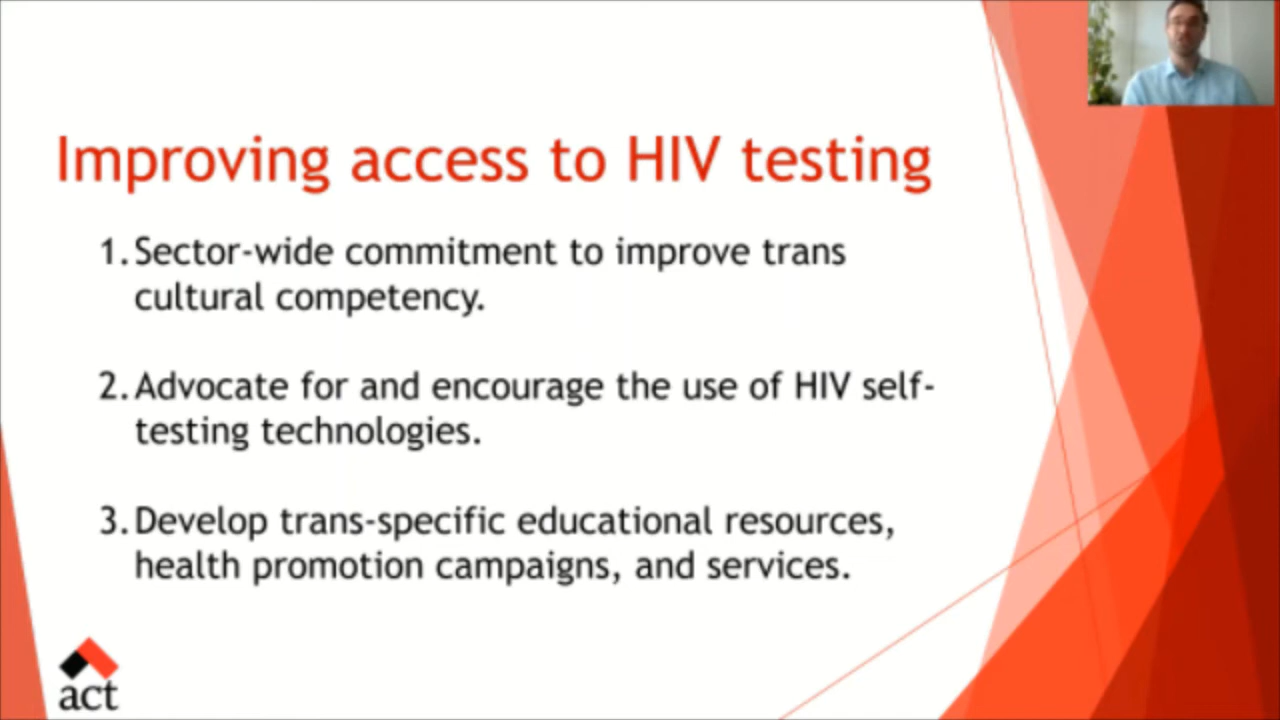 Improving access to HIV testing
1. Sector-wide commitment to improve trans
cultural competency.
2. Advocate for and encourage the use of HIV self-
testing technologies.
3. Develop trans-specific educational resources,
health promotion campaigns, and services.
act